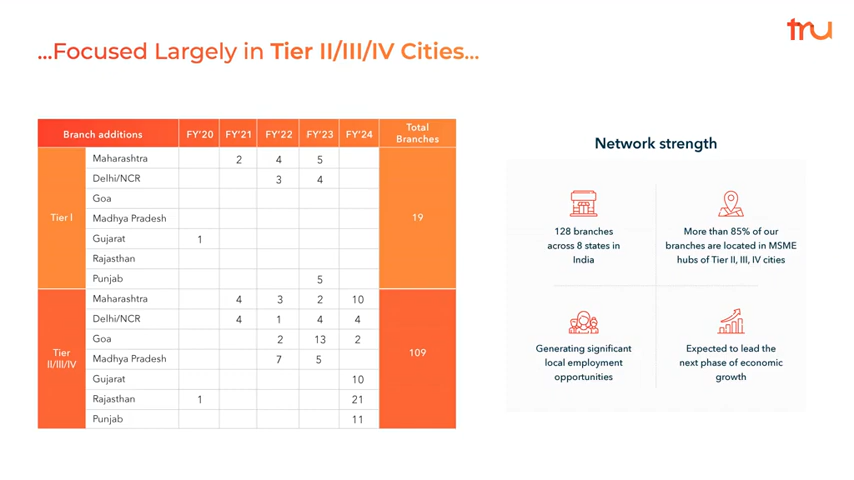 tru
...Focused Largely in Tier II/III/IV Cities...
Branch additions FY'20 FY'21 FY'22 FY'23 FY'24 Total Branches
Tier I
Maharashtra 2 4 5
Delhi/NCR 3 4
Goa
Madhya Pradesh
Gujarat 1
Rajasthan
Punjab 5
19
Tier II/III/IV
Maharashtra 4 3 2 10
Delhi/NCR 4 1 4 4
Goa 2 13 2
Madhya Pradesh 7 5
Gujarat 10
Rajasthan 1 21
Punjab 11
109
Network strength
128 branches
across 8 states in
India
More than 85% of our
branches are located in MSME
hubs of Tier II, III, IV cities
Generating significant
local employment
opportunities
Expected to lead the
next phase of economic
growth